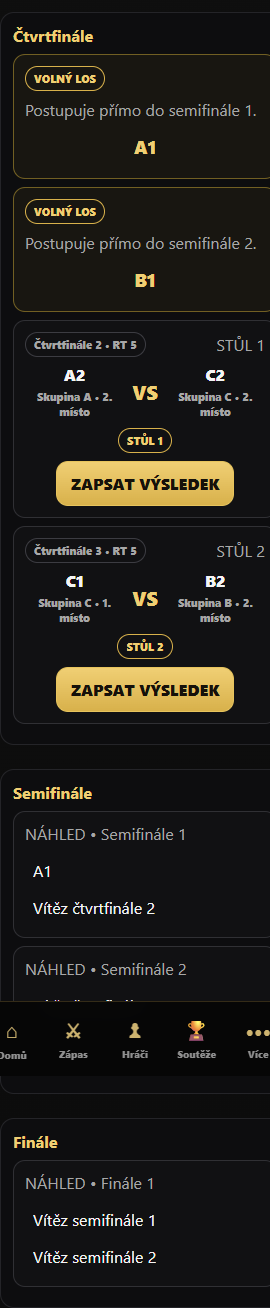 Čtvrtfinále
VOLNÝ LOS
Postupuje přímo do semifinále 1.
A1
VOLNÝ LOS
Postupuje přímo do semifinále 2.
B1
Čtvrtfinále 2 • RT 5
STŮL 1
A2
Skupina A • 2.
místo
VS
C2
Skupina C • 2.
místo
STŮL 1
ZAPSAT VÝSLEDEK
Čtvrtfinále 3 • RT 5
STŮL 2
C1
Skupina C • 1.
místo
VS
B2
Skupina B • 2.
místo
STŮL 2
ZAPSAT VÝSLEDEK
Semifinále
NÁHLED • Semifinále 1
A1
Vítěz čtvrtfinále 2
NÁHLED • Semifinále 2
Domů
Zápas
Hráči
Soutěže
Více
Finále
NÁHLED • Finále 1
Vítěz semifinále 1
Vítěz semifinále 2